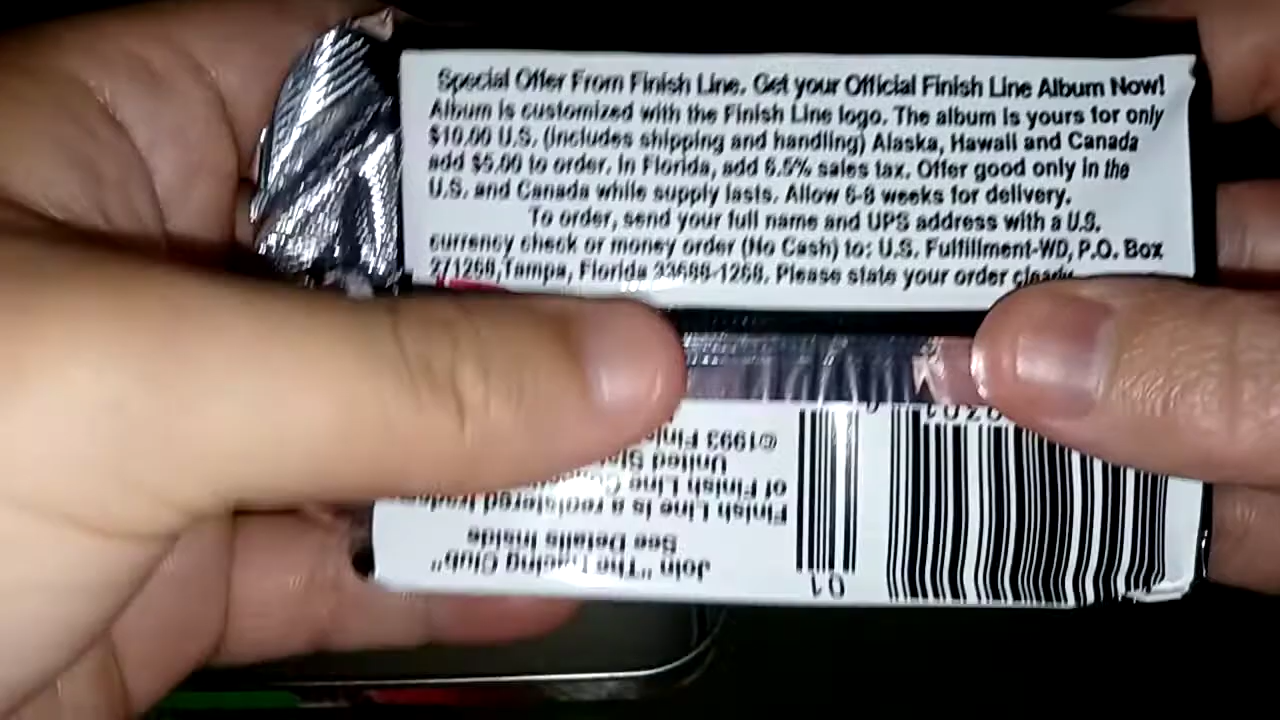 Special Offer From Finish Line. Get your Official Finish Line Album Now!
Album is customized with the Finish Line logo. The album is yours for only
$10.00 U.S. (includes shipping and handling) Alaska, Hawaii and Canada
add $5.00 to order. In Florida, add 6.5% sales tax. Offer good only in the
U.S. and Canada while supply lasts. Allow 6-8 weeks for delivery.
To order, send your full name and UPS address with a U.S.
currency check or money order (No Cash) to: U.S. Fulfillment-WD, P.O. Box
271268, Tampa, Florida 33688-1268. Please state your order clearly
Join "The Racing Club"
See Details Inside
Finish Line is a registered
of Finish Line
United
©1993
01